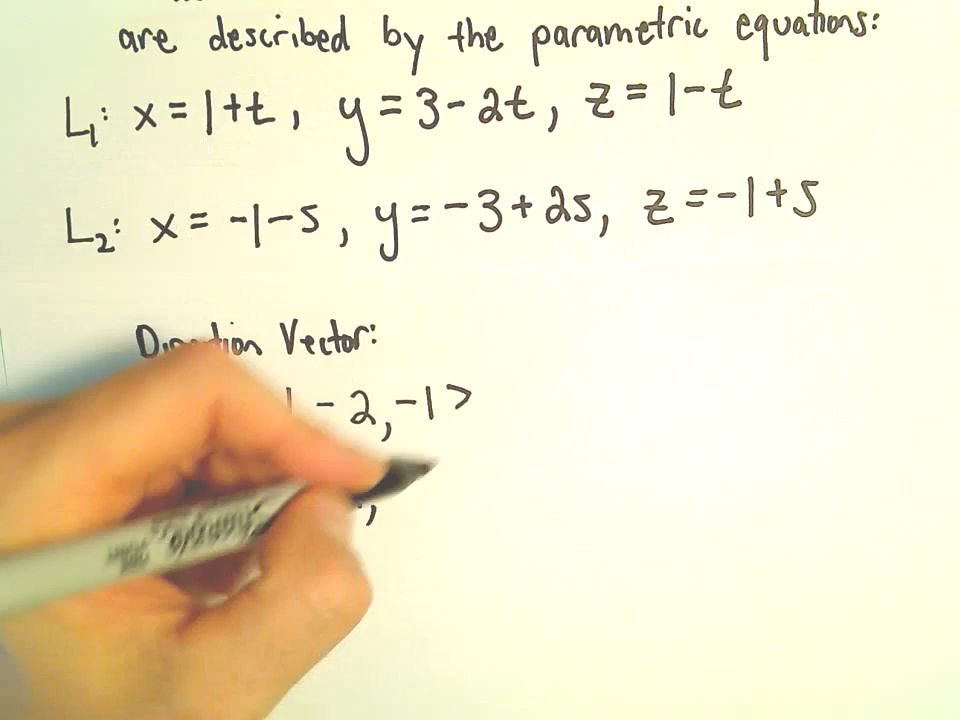 are described by the parametric equations:
L₁: x = 1+t, y = 3 - 2t, z = 1 - t
L₂: x = -1-s, y = -3+2s, z = -1+s
Vector:
- 2, -1 >